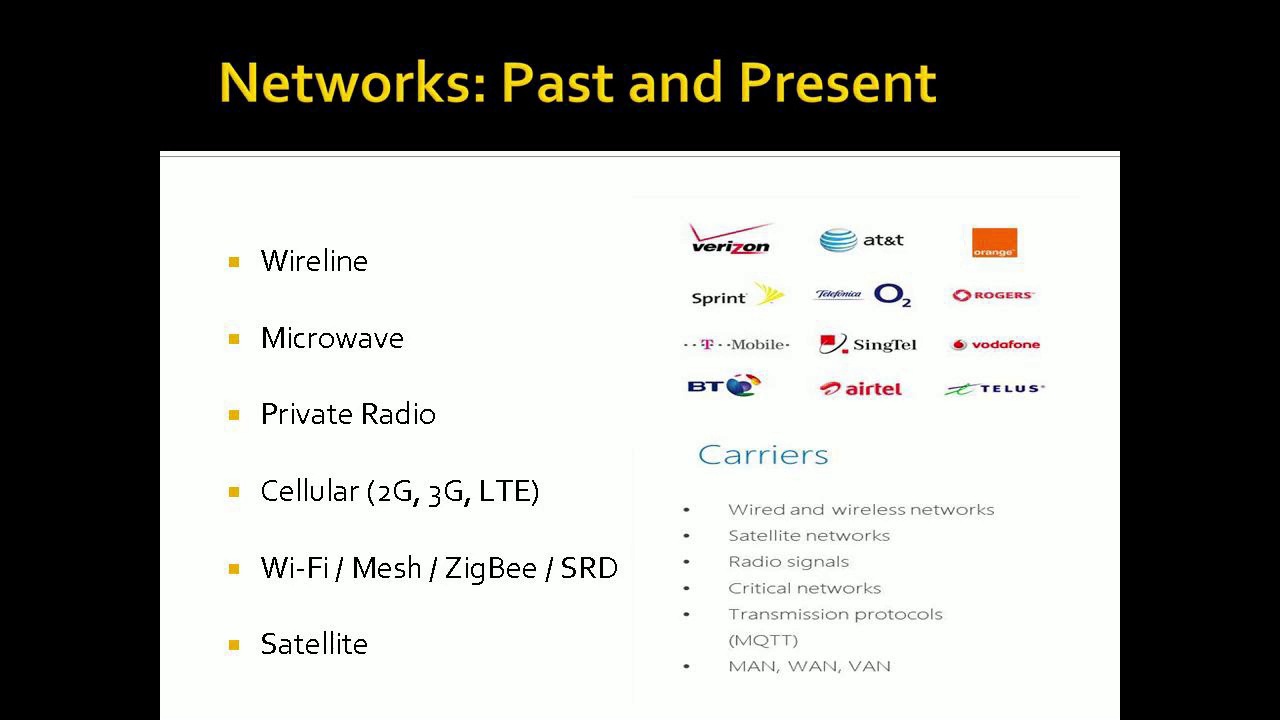 Networks: Past and Present
Wireline
Microwave
Private Radio
Cellular (2G, 3G, LTE)
Wi-Fi / Mesh / ZigBee / SRD
Satellite
verizon at&t orange
Sprint Telefónica O2 ROGERS
T··Mobile· SingTel vodafone
BT airtel TELUS
Carriers
• Wired and wireless networks
• Satellite networks
• Radio signals
• Critical networks
• Transmission protocols
(MQTT)
• MAN, WAN, VAN